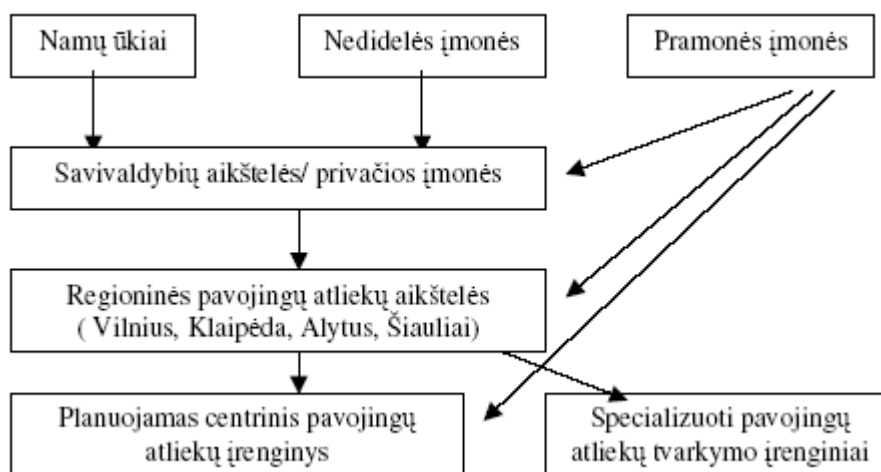 Namų ūkiai
Nedidelės įmonės
Pramonės įmonės
Savivaldybių aikštelės/ privačios įmonės
Regioninės pavojingų atliekų aikštelės
( Vilnius, Klaipėda, Alytus, Šiauliai)
Planuojamas centrinis pavojingų
atliekų įrenginys
Specializuoti pavojingų
atliekų tvarkymo įrenginiai